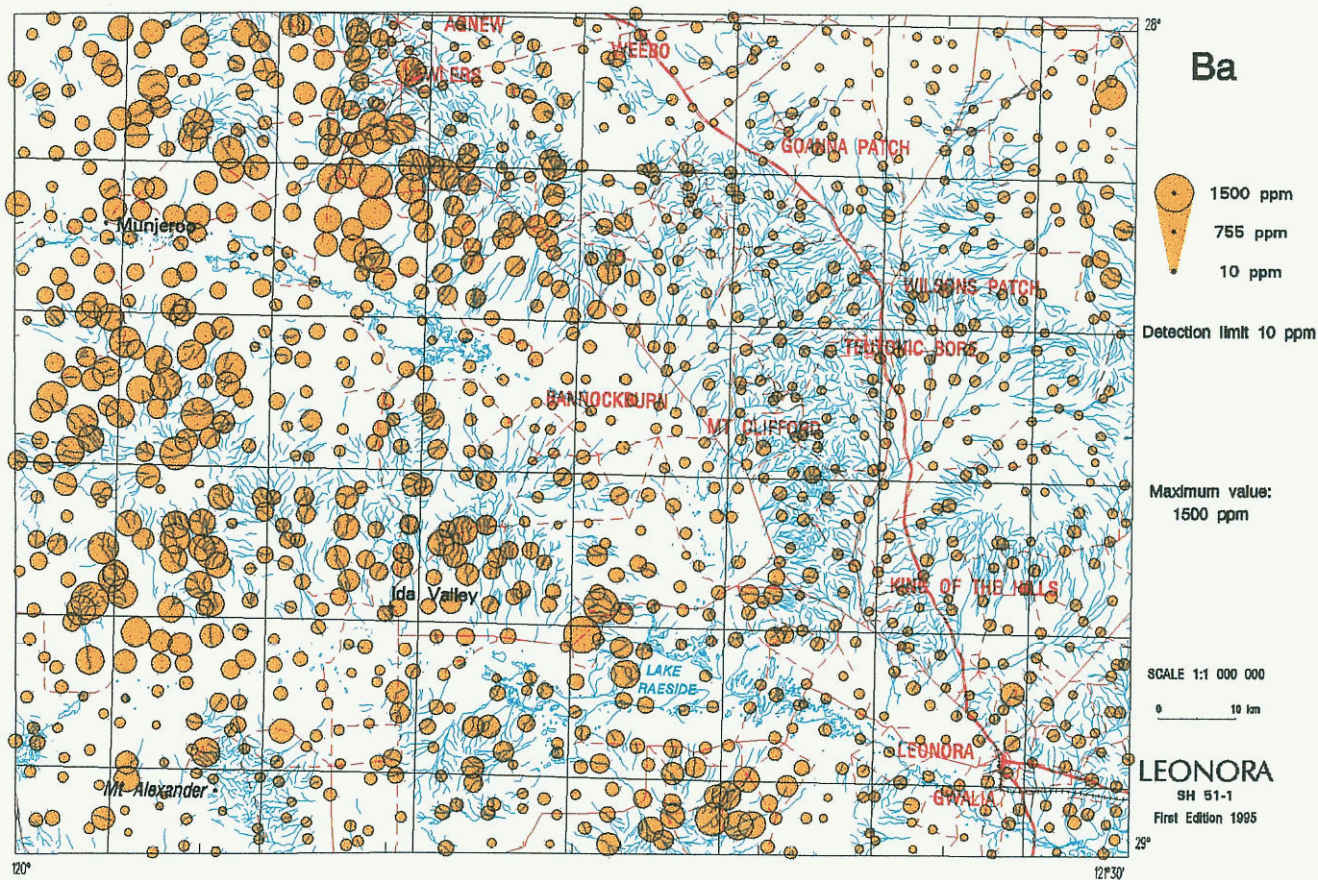 28°
AGNEW
WEEBO
Ba
GOANNA PATCH
1500 ppm
Munjeroo
755 ppm
10 ppm
WILSONS PATCH
Detection limit 10 ppm
TEUTONIC BORE
BANNOCKBURN
MT CLIFFORD
Maximum value:
1500 ppm
KING OF THE HILLS
Ida Valley
LAKE
RAESIDE
SCALE 1:1 000 000
0 10 km
LEONORA
LEONORA
Mt Alexander
GWALIA
SH 51-1
First Edition 1995
29°
120°
121°30'